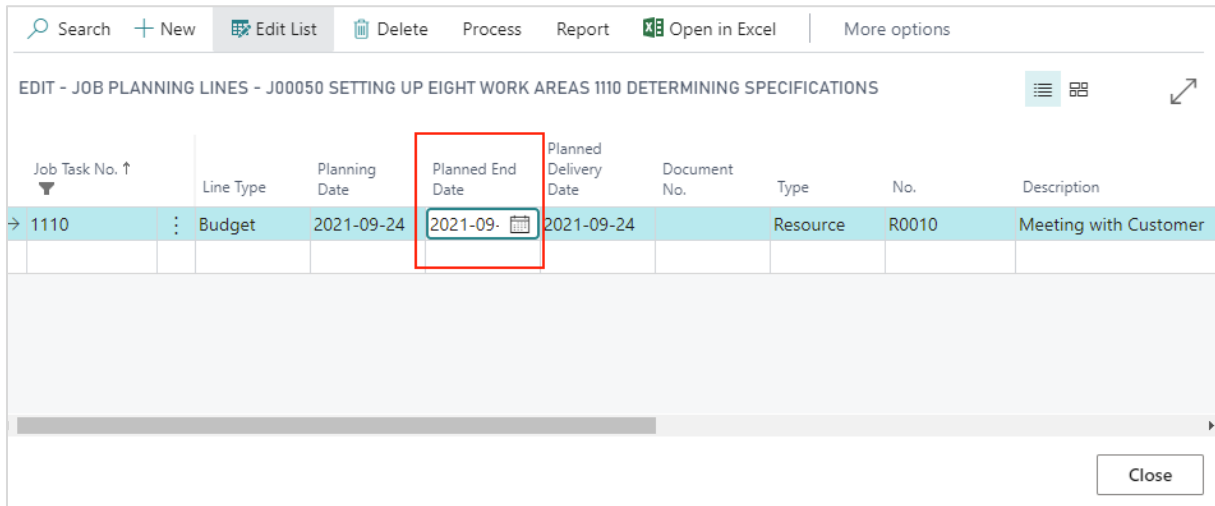 Search New Edit List Delete Process Report Open in Excel More options
EDIT - JOB PLANNING LINES - J00050 SETTING UP EIGHT WORK AREAS 1110 DETERMINING SPECIFICATIONS
Job Task No. ↑ Line Type Planning Date Planned End Date Planned Delivery Date Document No. Type No. Description
1110 Budget 2021-09-24 2021-09- 2021-09-24 Resource R0010 Meeting with Customer
Close